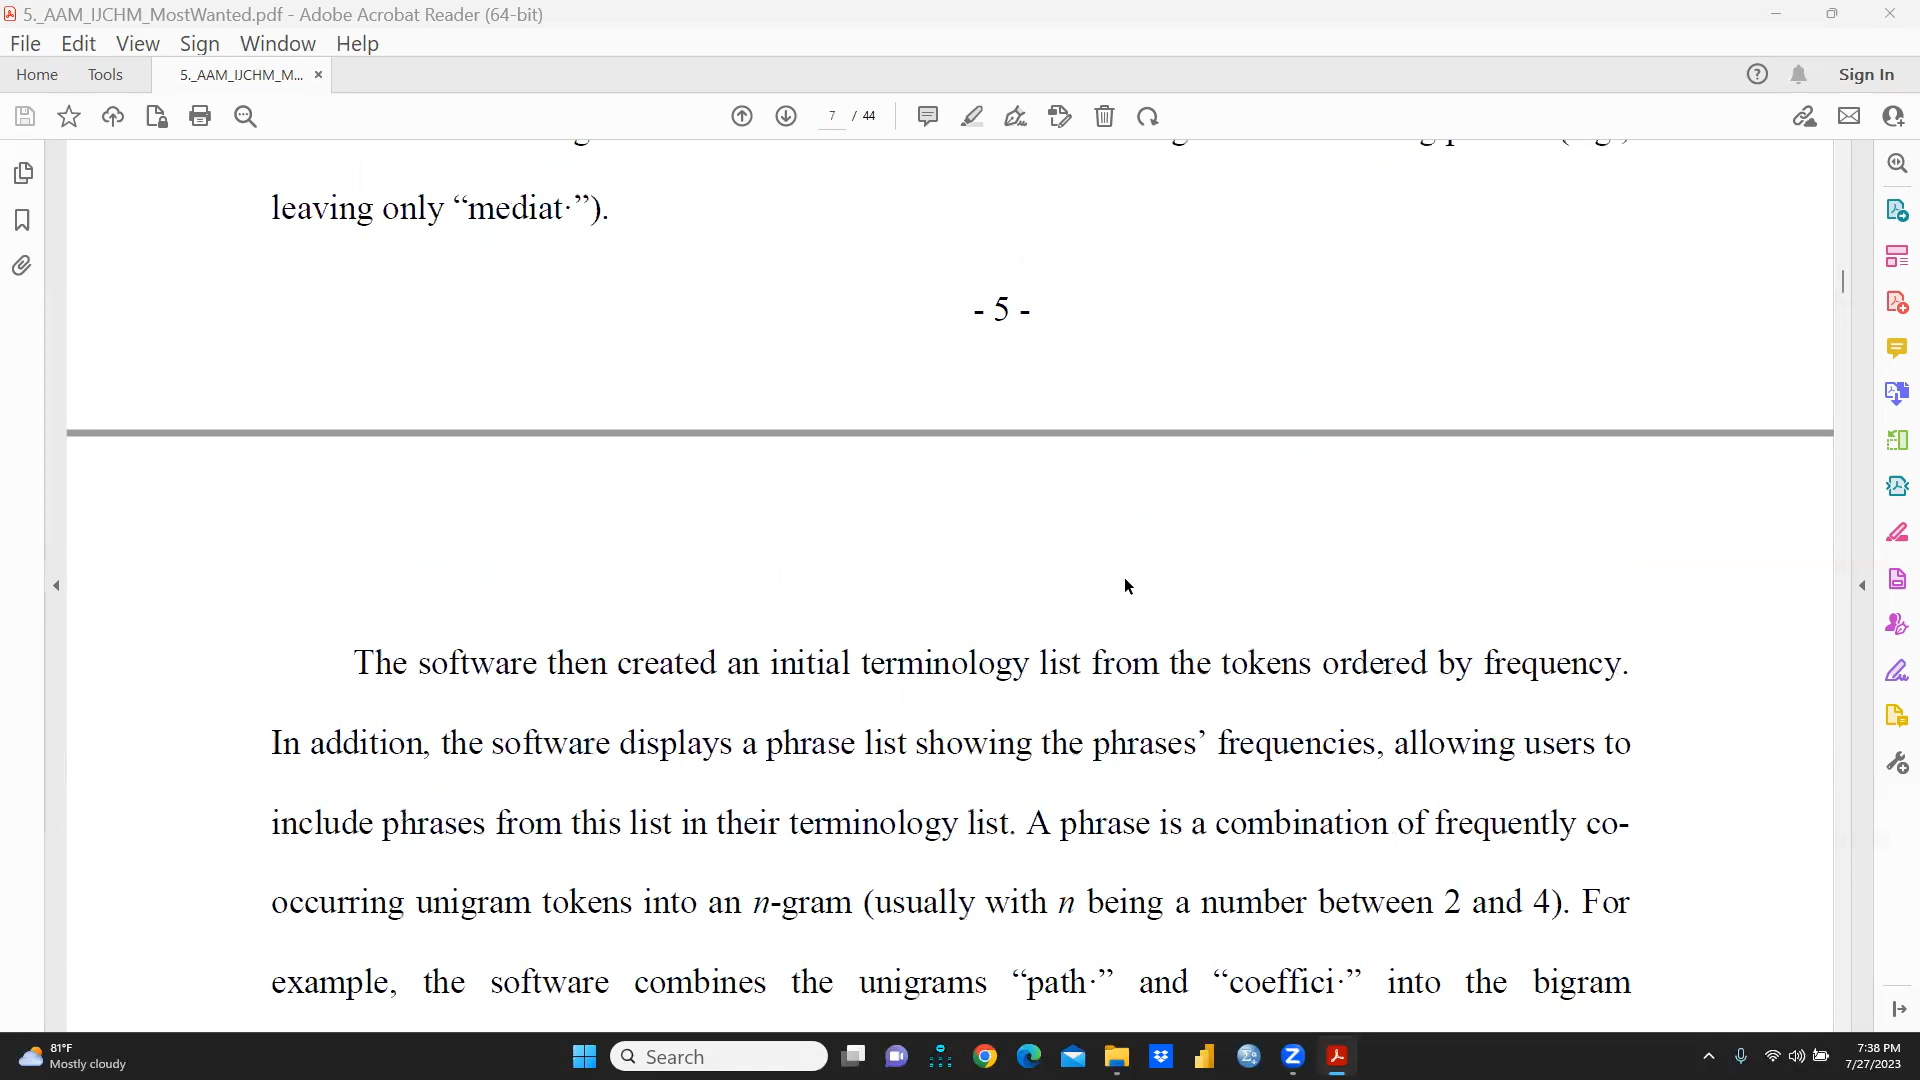 5._AAM_IJCHM_MostWanted.pdf - Adobe Acrobat Reader (64-bit)
File Edit View Sign Window Help
Home Tools 5._AAM_IJCHM_M... × Sign In
7 / 44
leaving only “mediat·”).
- 5 -
The software then created an initial terminology list from the tokens ordered by frequency.
In addition, the software displays a phrase list showing the phrases’ frequencies, allowing users to
include phrases from this list in their terminology list. A phrase is a combination of frequently co-
occurring unigram tokens into an n-gram (usually with n being a number between 2 and 4). For
example, the software combines the unigrams “path·” and “coeffici·” into the bigram
81°F
Mostly cloudy
Search
7:38 PM
7/27/2023